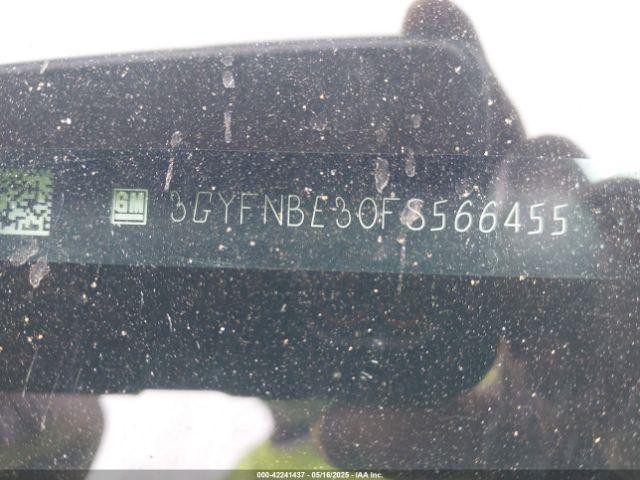 GM 3GYFNBE30FS566455
000-42241437 - 05/16/2025 - IAA Inc.